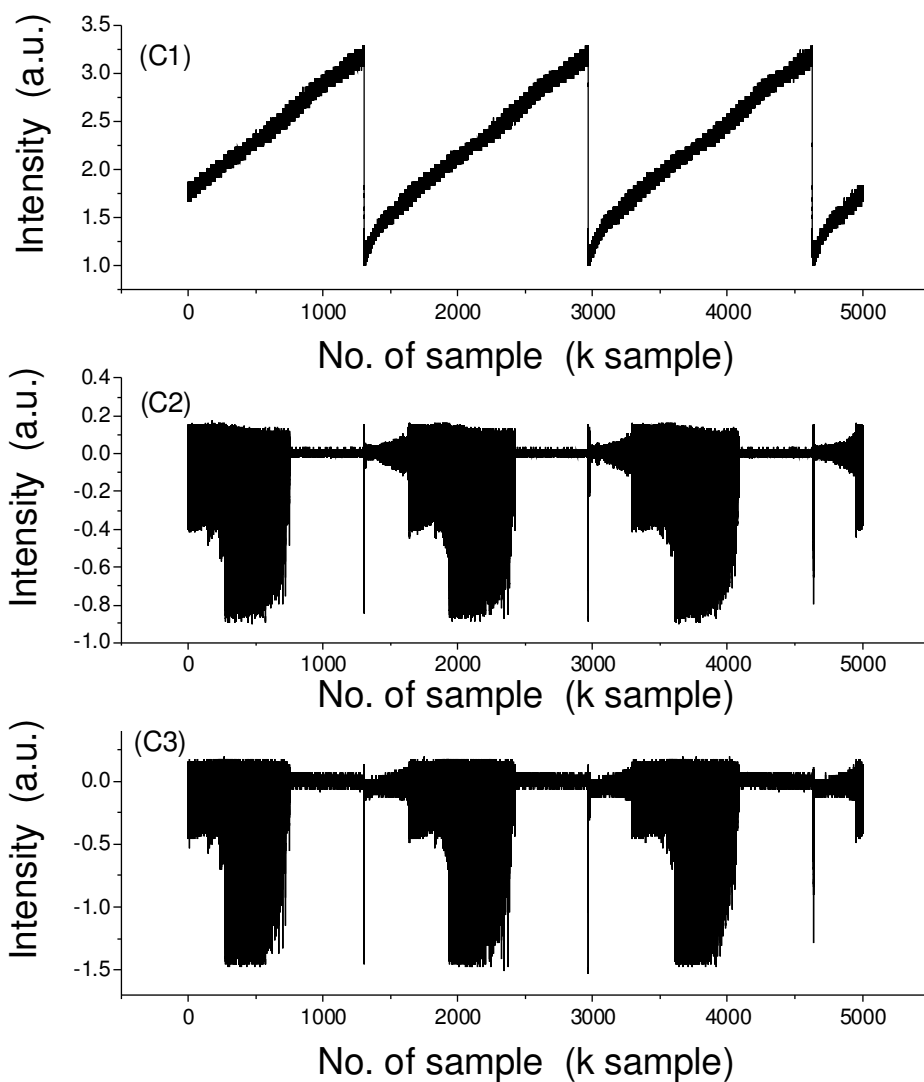 Intensity (a.u.)
(C1)
3.5
3.0
2.5
2.0
1.5
1.0
0 1000 2000 3000 4000 5000
No. of sample (k sample)
Intensity (a.u.)
(C2)
0.4
0.2
0.0
-0.2
-0.4
-0.6
-0.8
-1.0
0 1000 2000 3000 4000 5000
No. of sample (k sample)
Intensity (a.u.)
(C3)
0.0
-0.5
-1.0
-1.5
0 1000 2000 3000 4000 5000
No. of sample (k sample)